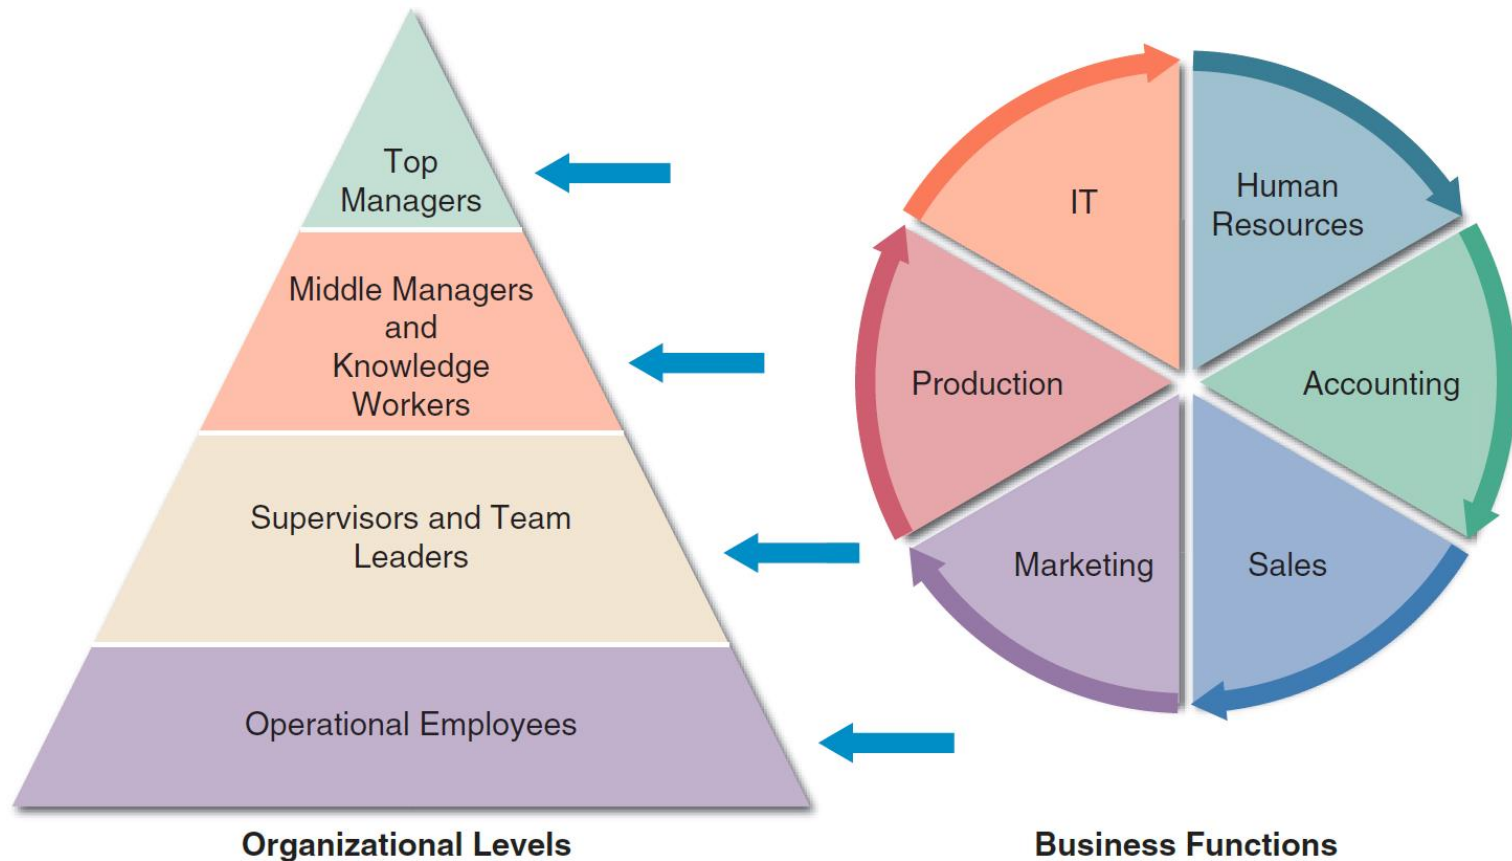 Top
Managers
Middle Managers
and
Knowledge
Workers
Supervisors and Team
Leaders
Operational Employees
Organizational Levels
IT
Human
Resources
Production
Accounting
Marketing
Sales
Business Functions